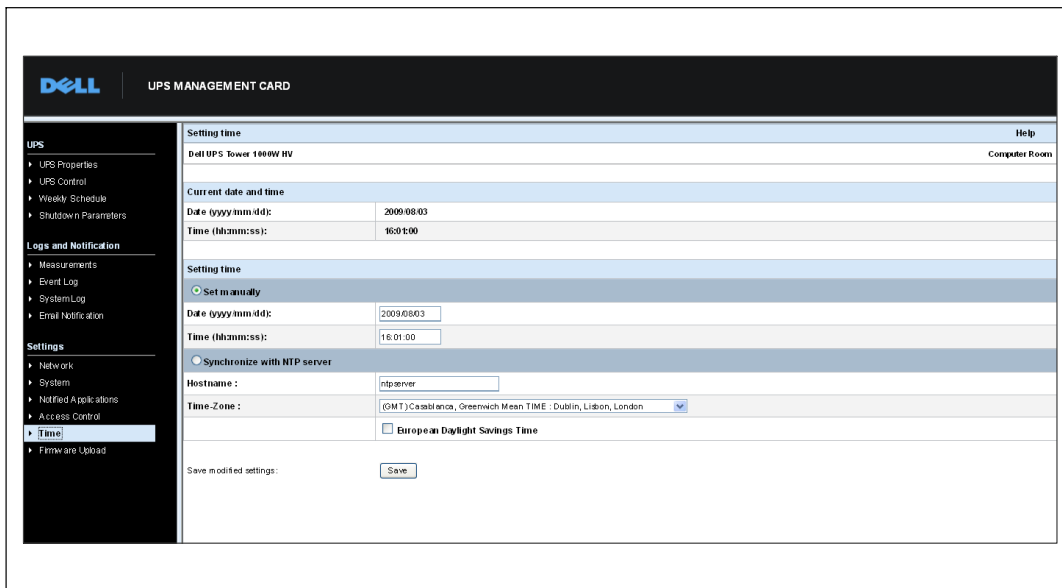 DELL
UPS MANAGEMENT CARD
UPS
UPS Properties
UPS Control
Weekly Schedule
Shutdown Parameters
Logs and Notification
Measurements
Event Log
System Log
Email Notification
Settings
Network
System
Notified Applications
Access Control
Time
Firmware Upload
Setting time Help
Dell UPS Tower 1000W HV Computer Room
Current date and time
Date (yyyy/mm/dd): 2009/08/03
Time (hh:mm:ss): 16:01:00
Setting time
Set manually
Date (yyyy/mm/dd): 2009/08/03
Time (hh:mm:ss): 16:01:00
Synchronize with NTP server
Hostname : ntpserver
Time-Zone : (GMT) Casablanca, Greenwich Mean TIME : Dublin, Lisbon, London
European Daylight Savings Time
Save modified settings: Save